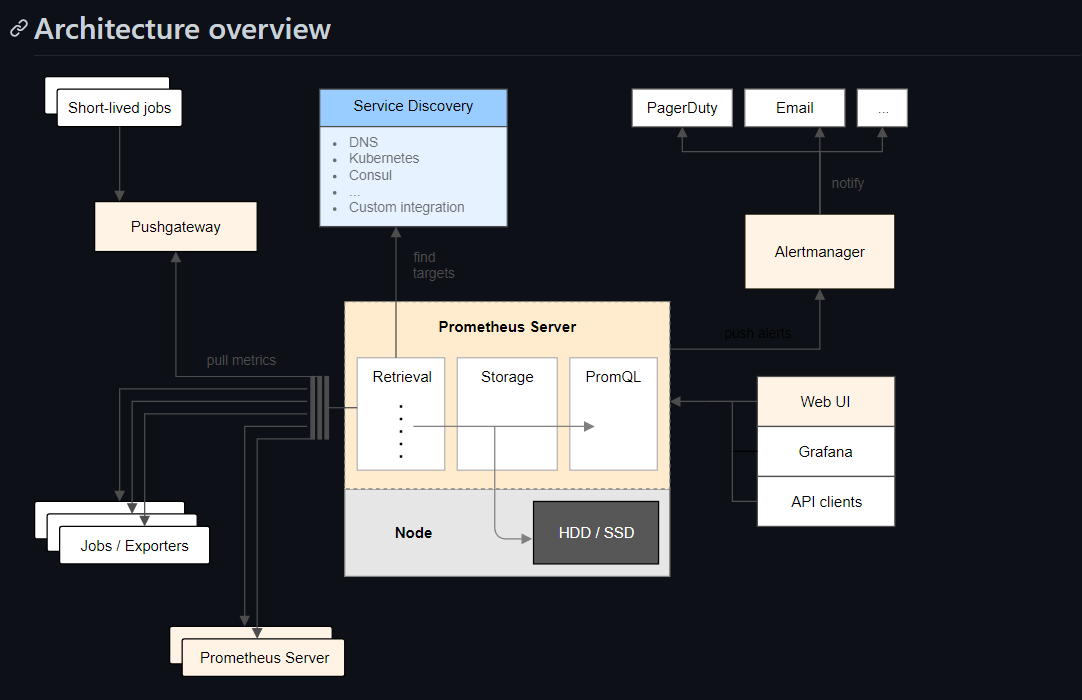 Architecture overview
Short-lived jobs
Service Discovery
DNS
Kubernetes
Consul
...
Custom integration
PagerDuty
Email
...
notify
Pushgateway
Alertmanager
find
targets
Prometheus Server
push alerts
pull metrics
Retrieval
Storage
PromQL
Web UI
Grafana
API clients
Node
HDD / SSD
Jobs / Exporters
Prometheus Server